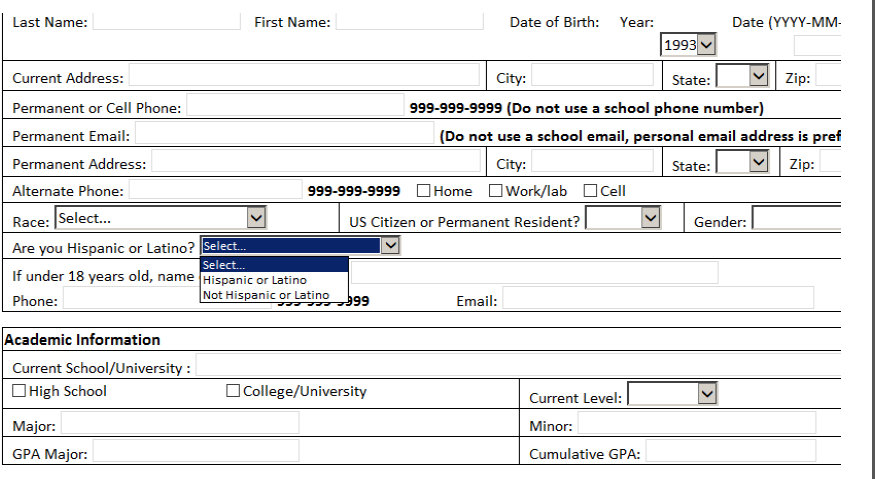 Last Name: First Name: Date of Birth: Year: Date (YYYY-MM-
1993
Current Address: City: State: Zip:
Permanent or Cell Phone: 999-999-9999 (Do not use a school phone number)
Permanent Email: (Do not use a school email, personal email address is pref
Permanent Address: City: State: Zip:
Alternate Phone: 999-999-9999 Home Work/lab Cell
Race: Select... US Citizen or Permanent Resident? Gender:
Are you Hispanic or Latino? Select...
Select...
If under 18 years old, name Hispanic or Latino
Not Hispanic or Latino
Phone: 999-999-9999 Email:
Academic Information
Current School/University :
High School College/University Current Level:
Major: Minor:
GPA Major: Cumulative GPA: